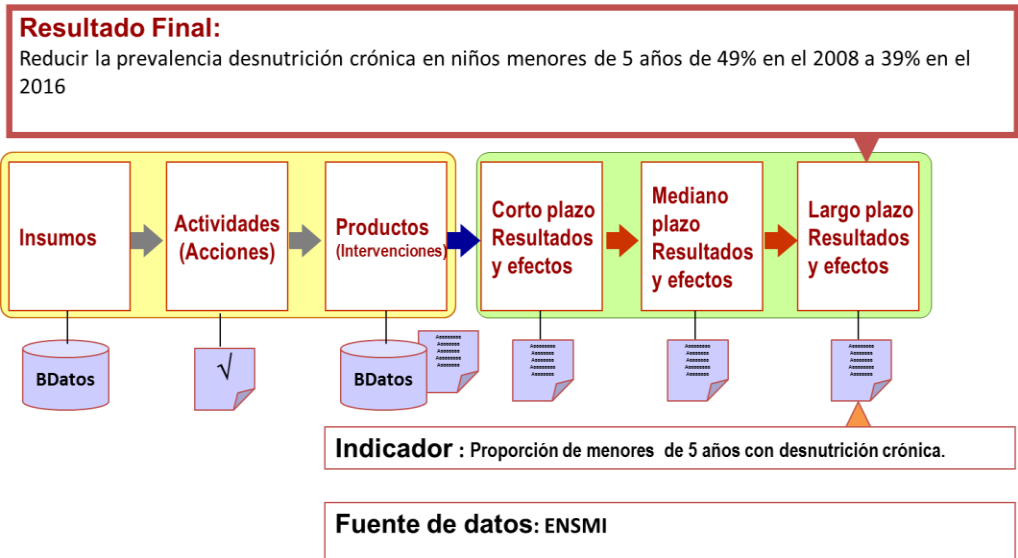 Resultado Final:
Reducir la prevalencia desnutrición crónica en niños menores de 5 años de 49% en el 2008 a 39% en el
2016
Insumos
Actividades
(Acciones)
Productos
(Intervenciones)
Corto plazo
Resultados
y efectos
Mediano
plazo
Resultados
y efectos
Largo plazo
Resultados
y efectos
BDatos
√
BDatos
Indicador : Proporción de menores de 5 años con desnutrición crónica.
Fuente de datos: ENSMI